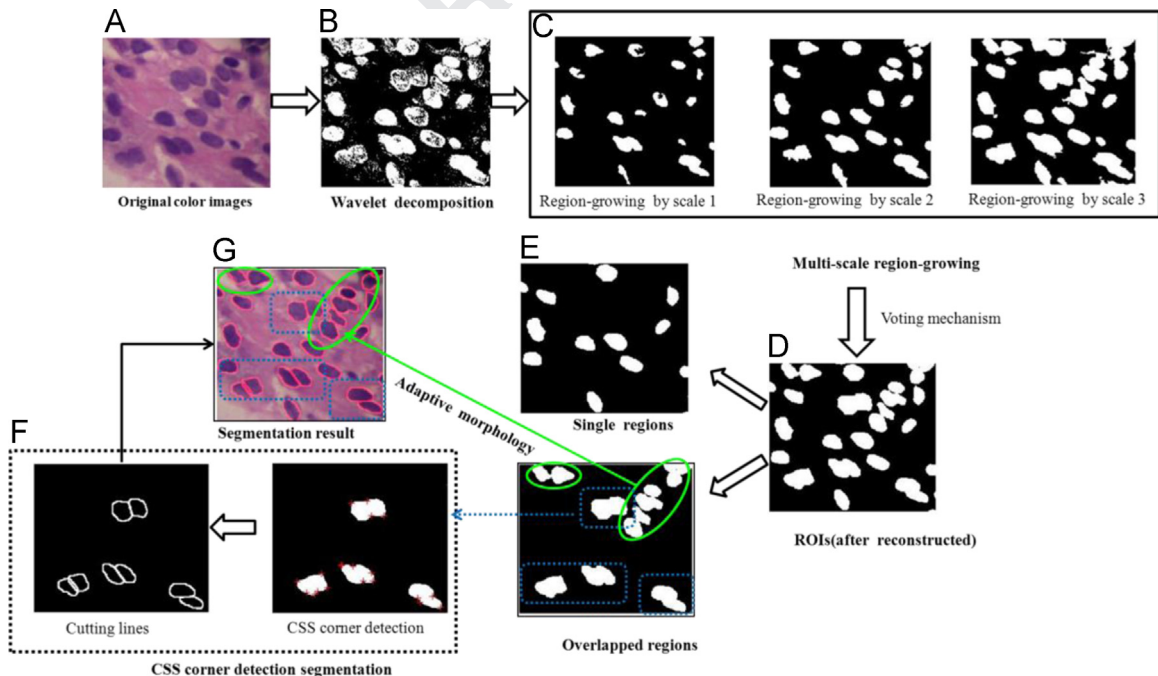 A
B
C
Original color images
Wavelet decomposition
Region-growing by scale 1
Region-growing by scale 2
Region-growing by scale 3
Multi-scale region-growing
Voting mechanism
D
ROIs(after reconstructed)
E
Single regions
Overlapped regions
Adaptive morphology
G
Segmentation result
F
Cutting lines
CSS corner detection
CSS corner detection segmentation